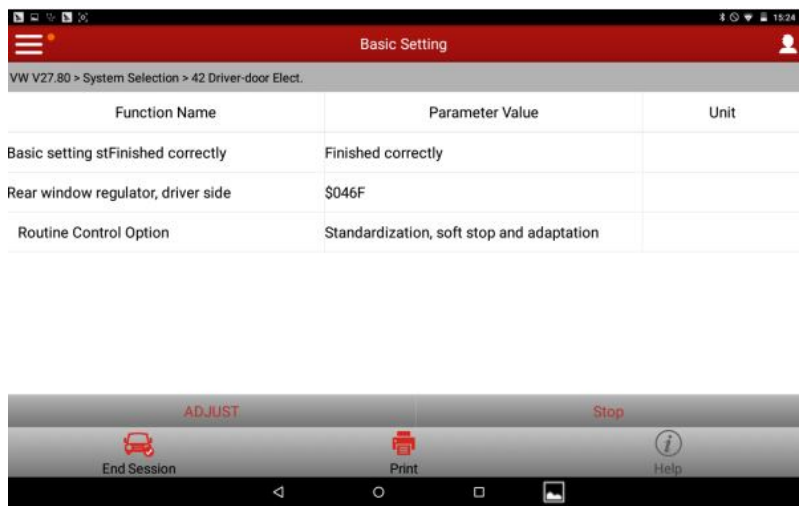 15:24
Basic Setting
VW V27.80 > System Selection > 42 Driver-door Elect.
Function Name Parameter Value Unit
Basic setting stFinished correctly Finished correctly
Rear window regulator, driver side $046F
Routine Control Option Standardization, soft stop and adaptation
ADJUST Stop
End Session Print Help